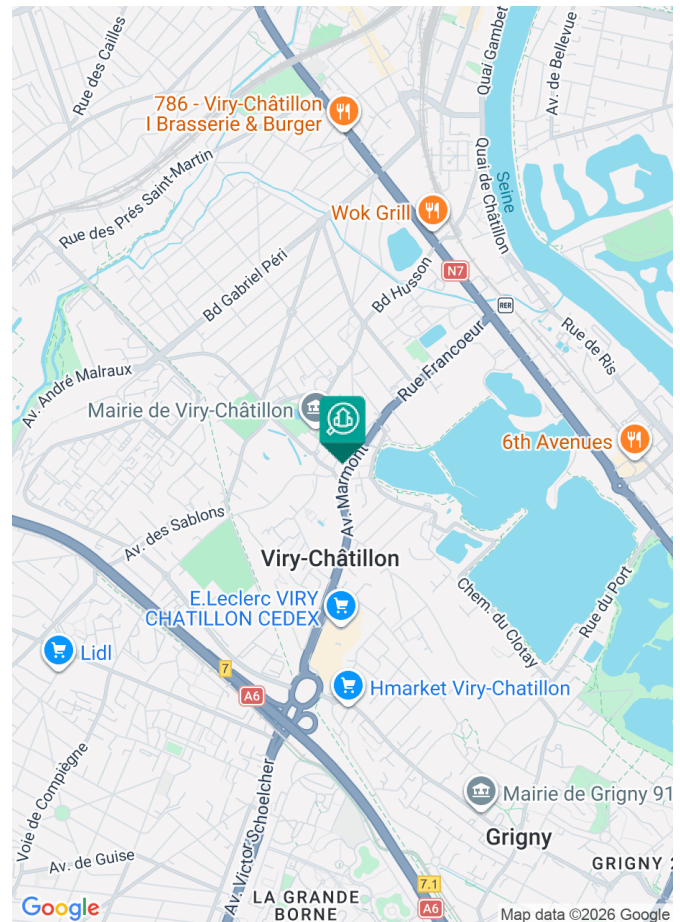 Rue des Cailles
Quai Gambet
Av. de Bellevue
786 - Viry-Châtillon
I Brasserie & Burger
Seine
Quai de Châtillon
Rue des Prés Saint-Martin
Wok Grill
Bd Gabriel Péri
Bd Husson
N7
RER
Rue de Ris
Rue Francoeur
Av. André Malraux
Mairie de Viry-Châtillon
6th Avenues
Av. Marmont
Av. des Sablons
Viry-Châtillon
E.Leclerc VIRY
CHATILLON CEDEX
Chem. du Clotay
Rue du Port
Lidl
7
A6
Hmarket Viry-Chatillon
Voie de Compiègne
Av. Victor Schoelcher
Mairie de Grigny 91
Grigny
Av. de Guise
GRIGNY 2
7.1
LA GRANDE
BORNE
A6
Google
Map data ©2026 Google